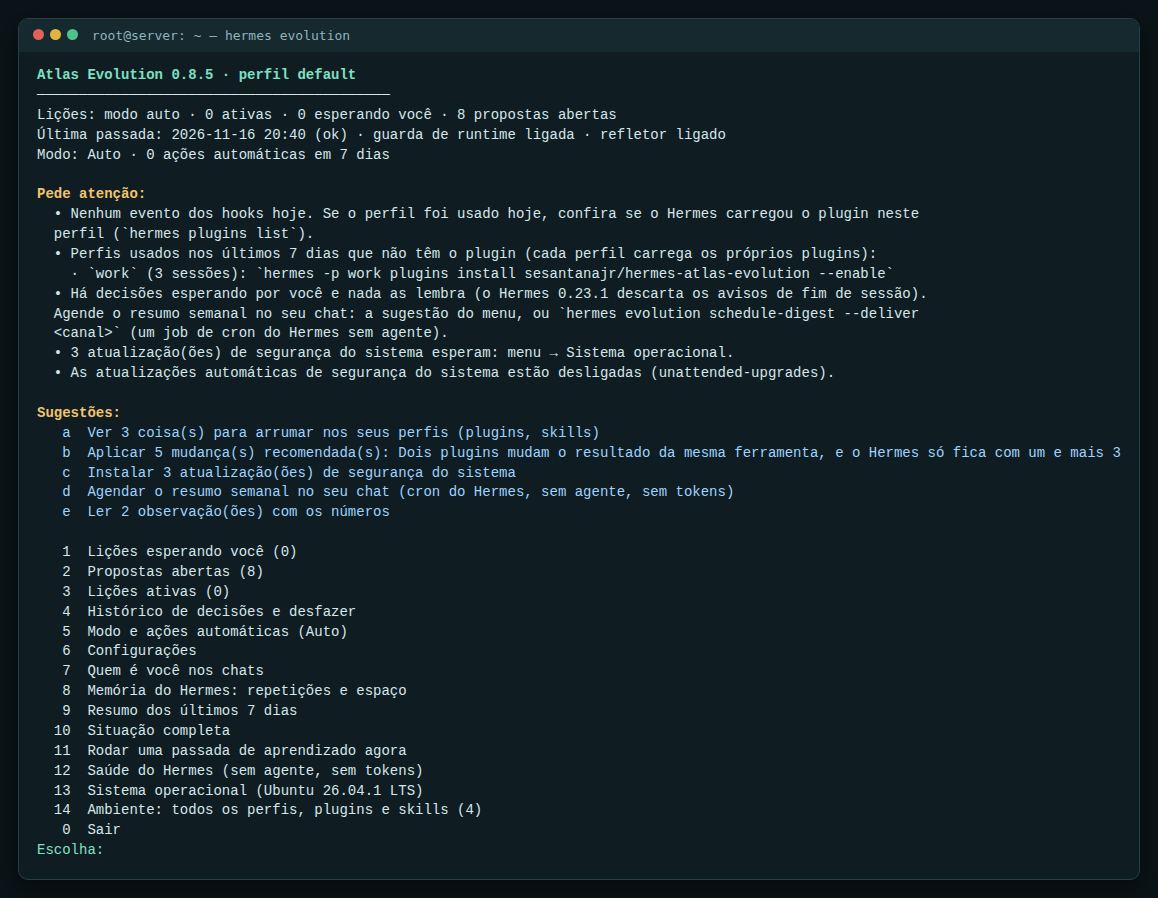 root@server: ~ — hermes evolution
Atlas Evolution 0.8.5 · perfil default
──────────────────────────────────────────
Lições: modo auto · 0 ativas · 0 esperando você · 8 propostas abertas
Última passada: 2026-11-16 20:40 (ok) · guarda de runtime ligada · refletor ligado
Modo: Auto · 0 ações automáticas em 7 dias
Pede atenção:
• Nenhum evento dos hooks hoje. Se o perfil foi usado hoje, confira se o Hermes carregou o plugin neste
perfil (`hermes plugins list`).
• Perfis usados nos últimos 7 dias que não têm o plugin (cada perfil carrega os próprios plugins):
· `work` (3 sessões): `hermes -p work plugins install sesantanajr/hermes-atlas-evolution --enable`
• Há decisões esperando por você e nada as lembra (o Hermes 0.23.1 descarta os avisos de fim de sessão).
Agende o resumo semanal no seu chat: a sugestão do menu, ou `hermes evolution schedule-digest --deliver
<canal>` (um job de cron do Hermes sem agente).
• 3 atualização(ões) de segurança do sistema esperam: menu → Sistema operacional.
• As atualizações automáticas de segurança do sistema estão desligadas (unattended-upgrades).
Sugestões:
a  Ver 3 coisa(s) para arrumar nos seus perfis (plugins, skills)
b  Aplicar 5 mudança(s) recomendada(s): Dois plugins mudam o resultado da mesma ferramenta, e o Hermes só fica com um e mais 3
c  Instalar 3 atualização(ões) de segurança do sistema
d  Agendar o resumo semanal no seu chat (cron do Hermes, sem agente, sem tokens)
e  Ler 2 observação(ões) com os números
1  Lições esperando você (0)
2  Propostas abertas (8)
3  Lições ativas (0)
4  Histórico de decisões e desfazer
5  Modo e ações automáticas (Auto)
6  Configurações
7  Quem é você nos chats
8  Memória do Hermes: repetições e espaço
9  Resumo dos últimos 7 dias
10  Situação completa
11  Rodar uma passada de aprendizado agora
12  Saúde do Hermes (sem agente, sem tokens)
13  Sistema operacional (Ubuntu 26.04.1 LTS)
14  Ambiente: todos os perfis, plugins e skills (4)
0  Sair
Escolha: